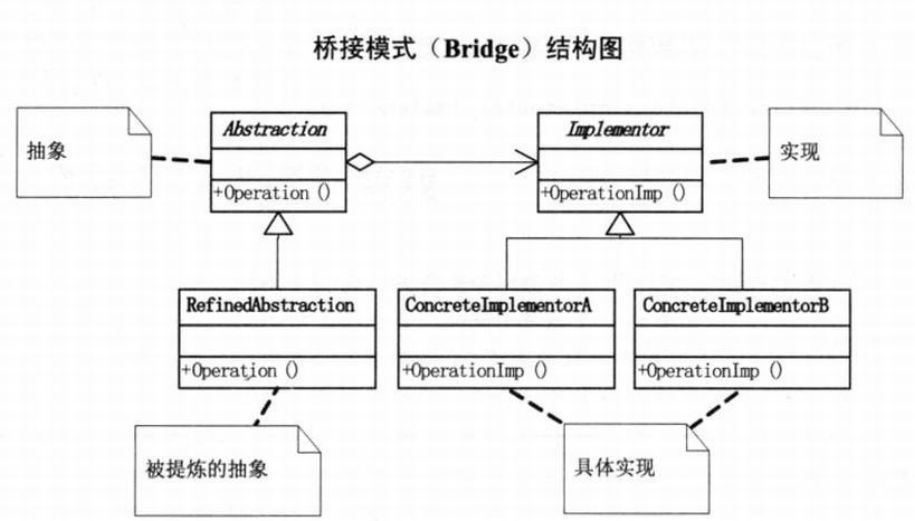 桥接模式（Bridge）结构图
抽象
Abstraction
+Operation ()
Implementor
+OperationImp ()
实现
RefinedAbstraction
+Operation ()
ConcreteImplementorA
+OperationImp ()
ConcreteImplementorB
+OperationImp ()
被提炼的抽象
具体实现